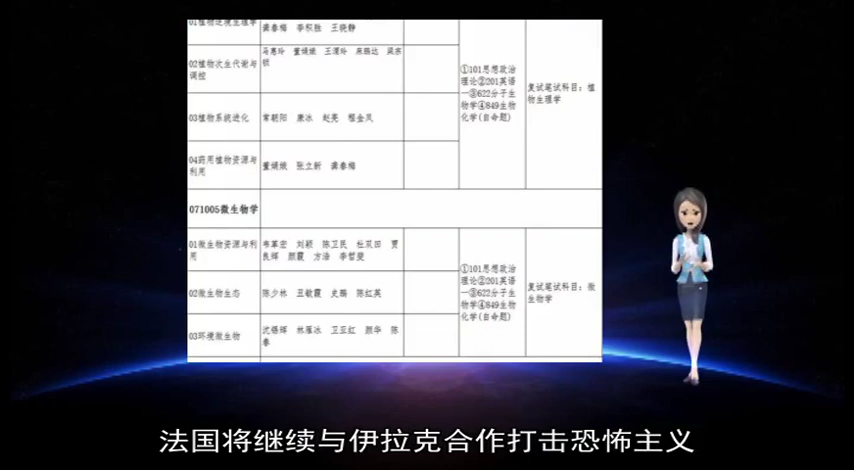 01植物逆境生理学
龚春梅 李积胜 王晓静
02植物次生代谢与
调控
董娟娥
03植物系统进化
常朝阳 康冰 赵亮 程金凤
04药用植物资源与
利用
董娟娥 张立新 龚春梅
①101思想政治
理论②201英语
一③622分子生
物学④849生物
化学(自命题)
复试笔试科目：植
物生理学
071005微生物学
01微生物资源与利
用
韦革宏 刘颖 陈卫民 杜双田 贾
良辉 颜霞 方浩 李哲斐
02微生物生态
陈少林 王敏霞 史鹏 陈红英
03环境微生物
沈锡辉 林雁冰 卫亚红 颜华 陈
春
①101思想政治
理论②201英语
一③622分子生
物学④849生物
化学(自命题)
复试笔试科目：微
生物学
法国将继续与伊拉克合作打击恐怖主义